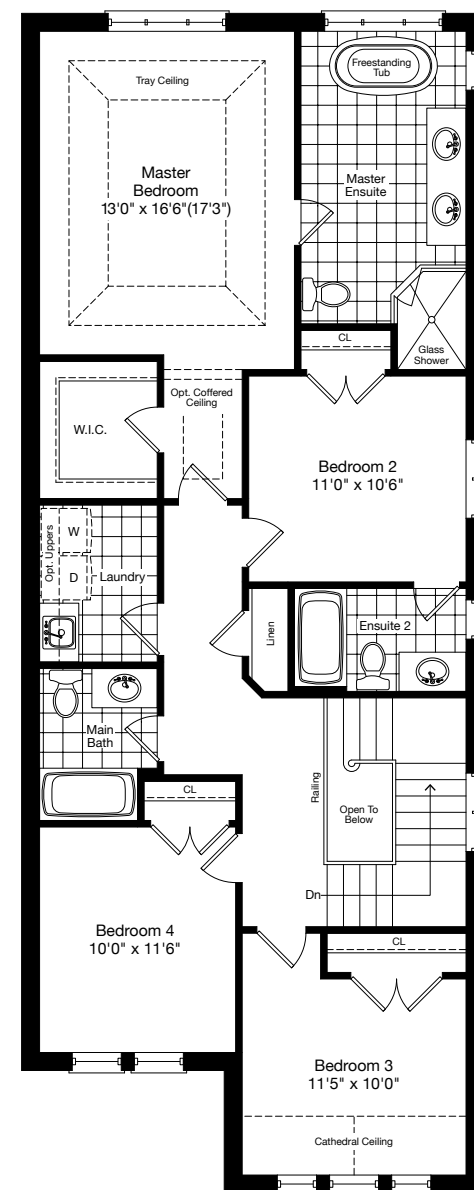 Tray Ceiling
Freestanding
Tub
Master
Bedroom
13'0" x 16'6"(17'3")
Master
Ensuite
CL
Glass
Shower
Opt. Coffered
Ceiling
W.I.C.
Bedroom 2
11'0" x 10'6"
Opt. Uppers
W
D
Laundry
Linen
Ensuite 2
Main
Bath
CL
Railing
Open To
Below
Dn
Bedroom 4
10'0" x 11'6"
CL
Bedroom 3
11'5" x 10'0"
Cathedral Ceiling